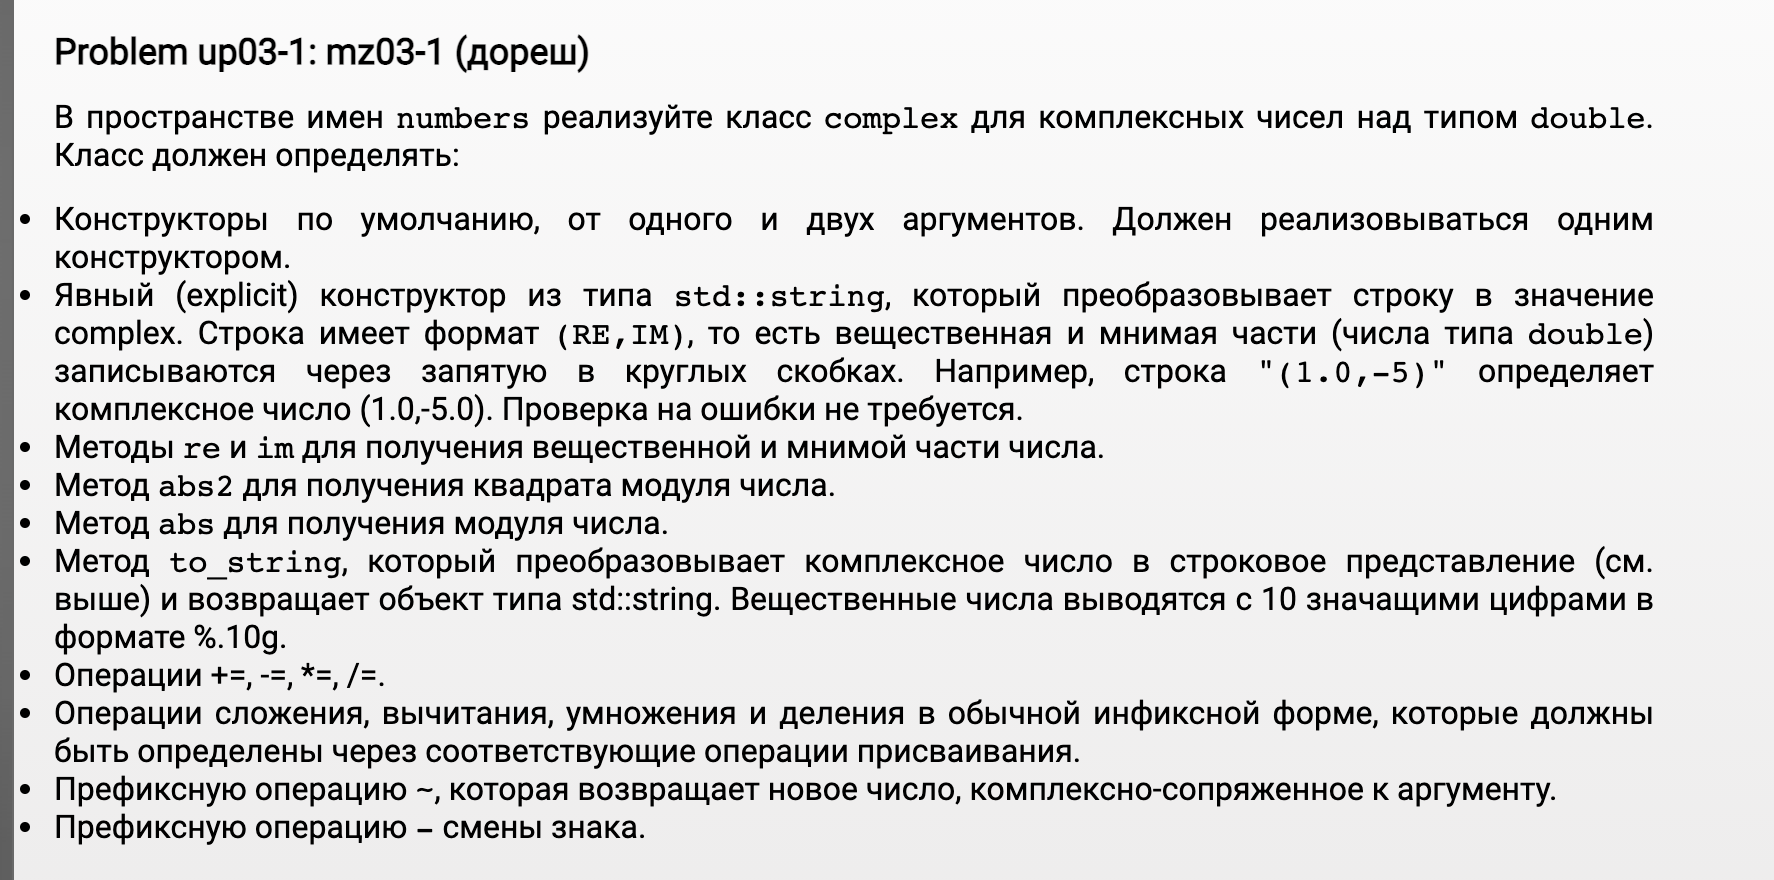 Problem up03-1: mz03-1 (дореш)
В пространстве имен numbers реализуйте класс complex для комплексных чисел над типом double.
Класс должен определять:
• Конструкторы по умолчанию, от одного и двух аргументов. Должен реализовываться одним
конструктором.
• Явный (explicit) конструктор из типа std::string, который преобразовывает строку в значение
complex. Строка имеет формат (RE,IM), то есть вещественная и мнимая части (числа типа double)
записываются через запятую в круглых скобках. Например, строка "(1.0,-5)" определяет
комплексное число (1.0,-5.0). Проверка на ошибки не требуется.
• Методы re и im для получения вещественной и мнимой части числа.
• Метод abs2 для получения квадрата модуля числа.
• Метод abs для получения модуля числа.
• Метод to_string, который преобразовывает комплексное число в строковое представление (см.
выше) и возвращает объект типа std::string. Вещественные числа выводятся с 10 значащими цифрами в
формате %.10g.
• Операции +=, -=, *=, /=.
• Операции сложения, вычитания, умножения и деления в обычной инфиксной форме, которые должны
быть определены через соответствующие операции присваивания.
• Префиксную операцию ~, которая возвращает новое число, комплексно-сопряженное к аргументу.
• Префиксную операцию – смены знака.